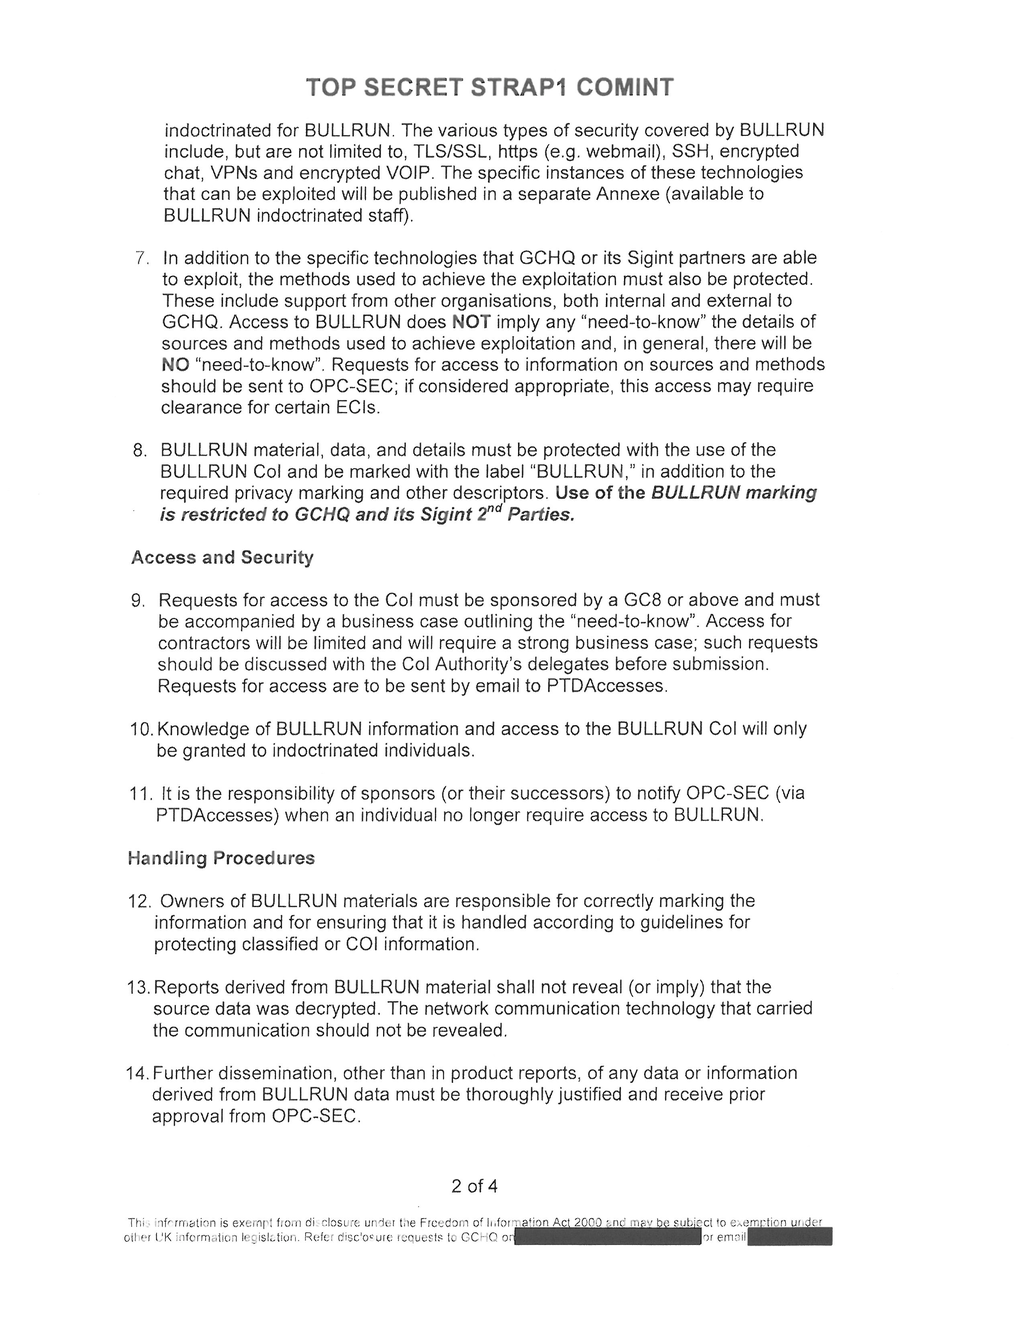 TOP SECRET STRAP1 COMINT
indoctrinated for BULLRUN. The various types of security covered by BULLRUN
include, but are not limited to, TLS/SSL, https (e.g. webmail), SSH, encrypted
chat, VPNs and encrypted VOIP. The specific instances of these technologies
that can be exploited will be published in a separate Annexe (available to
BULLRUN indoctrinated staff).
7. In addition to the specific technologies that GCHQ or its Sigint partners are able
to exploit, the methods used to achieve the exploitation must also be protected.
These include support from other organisations, both internal and external to
GCHQ. Access to BULLRUN does NOT imply any “need-to-know” the details of
sources and methods used to achieve exploitation and, in general, there will be
NO “need-to-know”. Requests for access to information on sources and methods
should be sent to OPC-SEC; if considered appropriate, this access may require
clearance for certain ECIs.
8. BULLRUN material, data, and details must be protected with the use of the
BULLRUN CoI and be marked with the label “BULLRUN,” in addition to the
required privacy marking and other descriptors. Use of the BULLRUN marking
is restricted to GCHQ and its Sigint 2nd Parties.
Access and Security
9. Requests for access to the CoI must be sponsored by a GC8 or above and must
be accompanied by a business case outlining the “need-to-know”. Access for
contractors will be limited and will require a strong business case; such requests
should be discussed with the CoI Authority’s delegates before submission.
Requests for access are to be sent by email to PTDAccesses.
10. Knowledge of BULLRUN information and access to the BULLRUN CoI will only
be granted to indoctrinated individuals.
11. It is the responsibility of sponsors (or their successors) to notify OPC-SEC (via
PTDAccesses) when an individual no longer require access to BULLRUN.
Handling Procedures
12. Owners of BULLRUN materials are responsible for correctly marking the
information and for ensuring that it is handled according to guidelines for
protecting classified or COI information.
13. Reports derived from BULLRUN material shall not reveal (or imply) that the
source data was decrypted. The network communication technology that carried
the communication should not be revealed.
14. Further dissemination, other than in product reports, of any data or information
derived from BULLRUN data must be thoroughly justified and receive prior
approval from OPC-SEC.
2 of 4
This information is exempt from disclosure under the Freedom of Information Act 2000 and may be subject to exemption under
other UK information legislation. Refer disclosure requests to GCHQ on or email